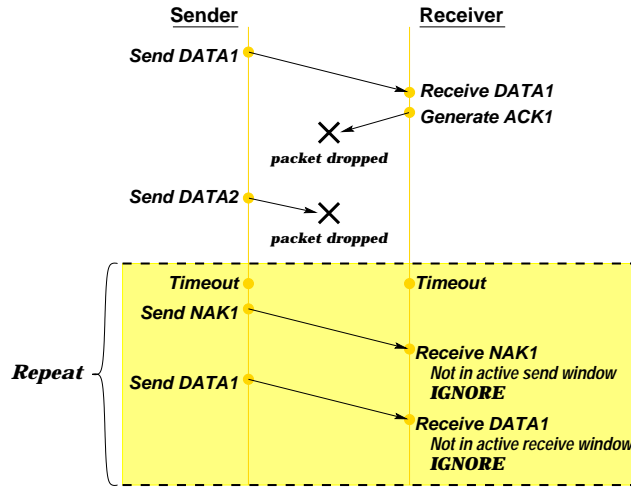 Sender
Receiver
Send DATA1
Receive DATA1
Generate ACK1
packet dropped
Send DATA2
packet dropped
Timeout
Timeout
Send NAK1
Repeat
Receive NAK1
Not in active send window
IGNORE
Send DATA1
Receive DATA1
Not in active receive window
IGNORE